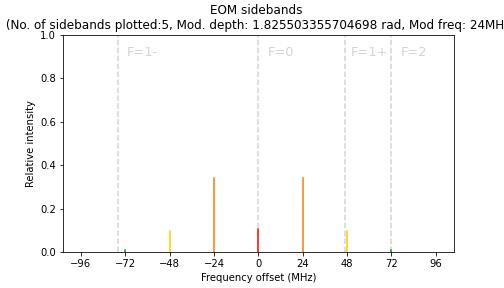 EOM sidebands
(No. of sidebands plotted:5, Mod. depth: 1.825503355704698 rad, Mod freq: 24MH
F=1- F=0 F=1+ F=2
1.0
0.8
0.6
0.4
0.2
0.0
Relative intensity
−96 −72 −48 −24 0 24 48 72 96
Frequency offset (MHz)